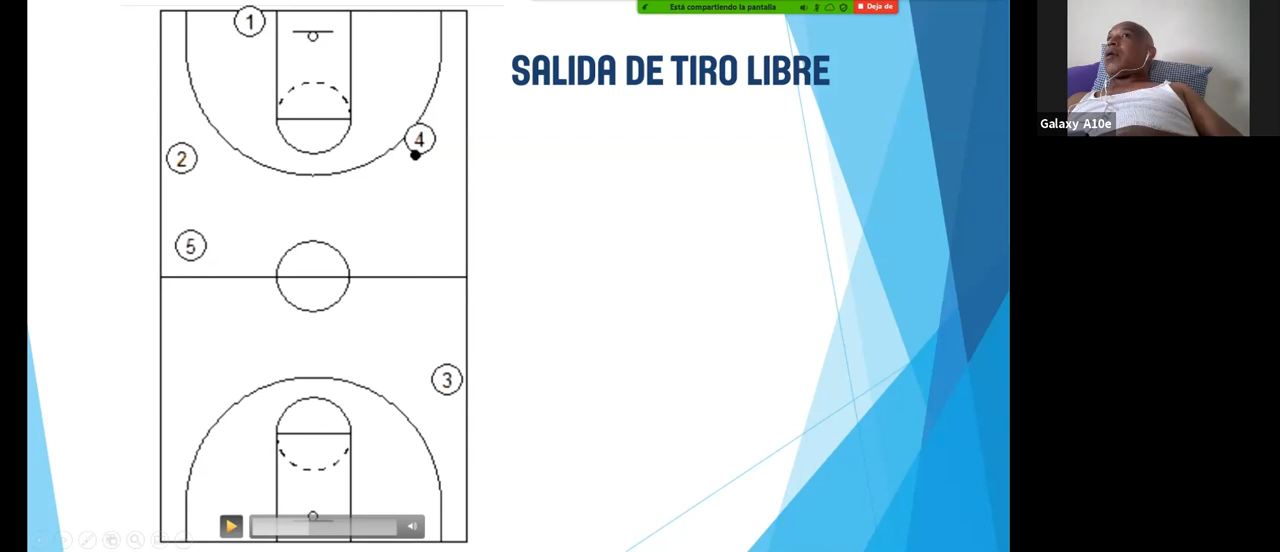 Está compartiendo la pantalla
Deja de
SALIDA DE TIRO LIBRE
Galaxy A10e
1
4
2
5
3